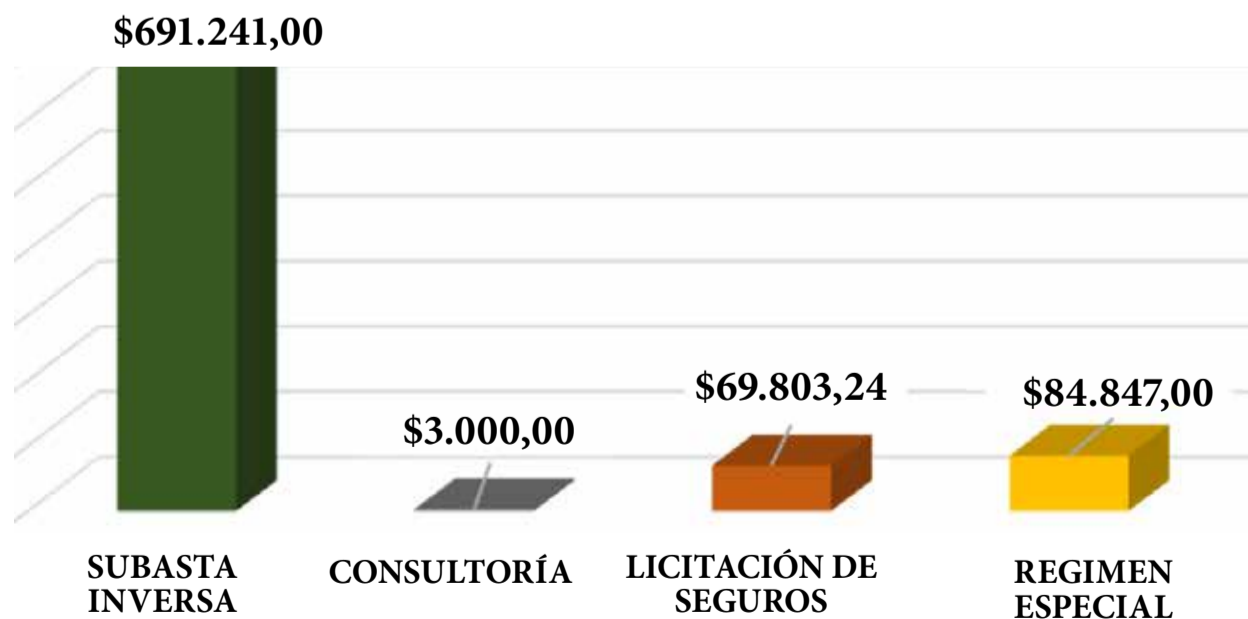 $691.241,00
$3.000,00
$69.803,24
$84.847,00
SUBASTA
INVERSA
CONSULTORÍA
LICITACIÓN DE
SEGUROS
REGIMEN
ESPECIAL